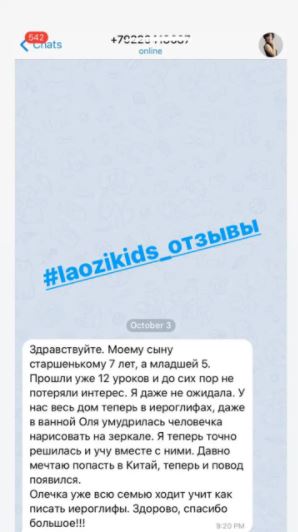 542
Chats
online
#laozikids_отзывы
October 3
Здравствуйте. Моему сыну
старшенькому 7 лет, а младшей 5.
Прошли уже 12 уроков и до сих пор не
потеряли интерес. Я даже не ожидала. У
нас весь дом теперь в иероглифах, даже
в ванной Оля умудрилась человечка
нарисовать на зеркале. Я теперь точно
решилась и учу вместе с ними. Давно
мечтаю попасть в Китай, теперь и повод
появился.
Олечка уже всю семью ходит учит как
писать иероглифы. Здорово, спасибо
большое!!!
9:20 PM